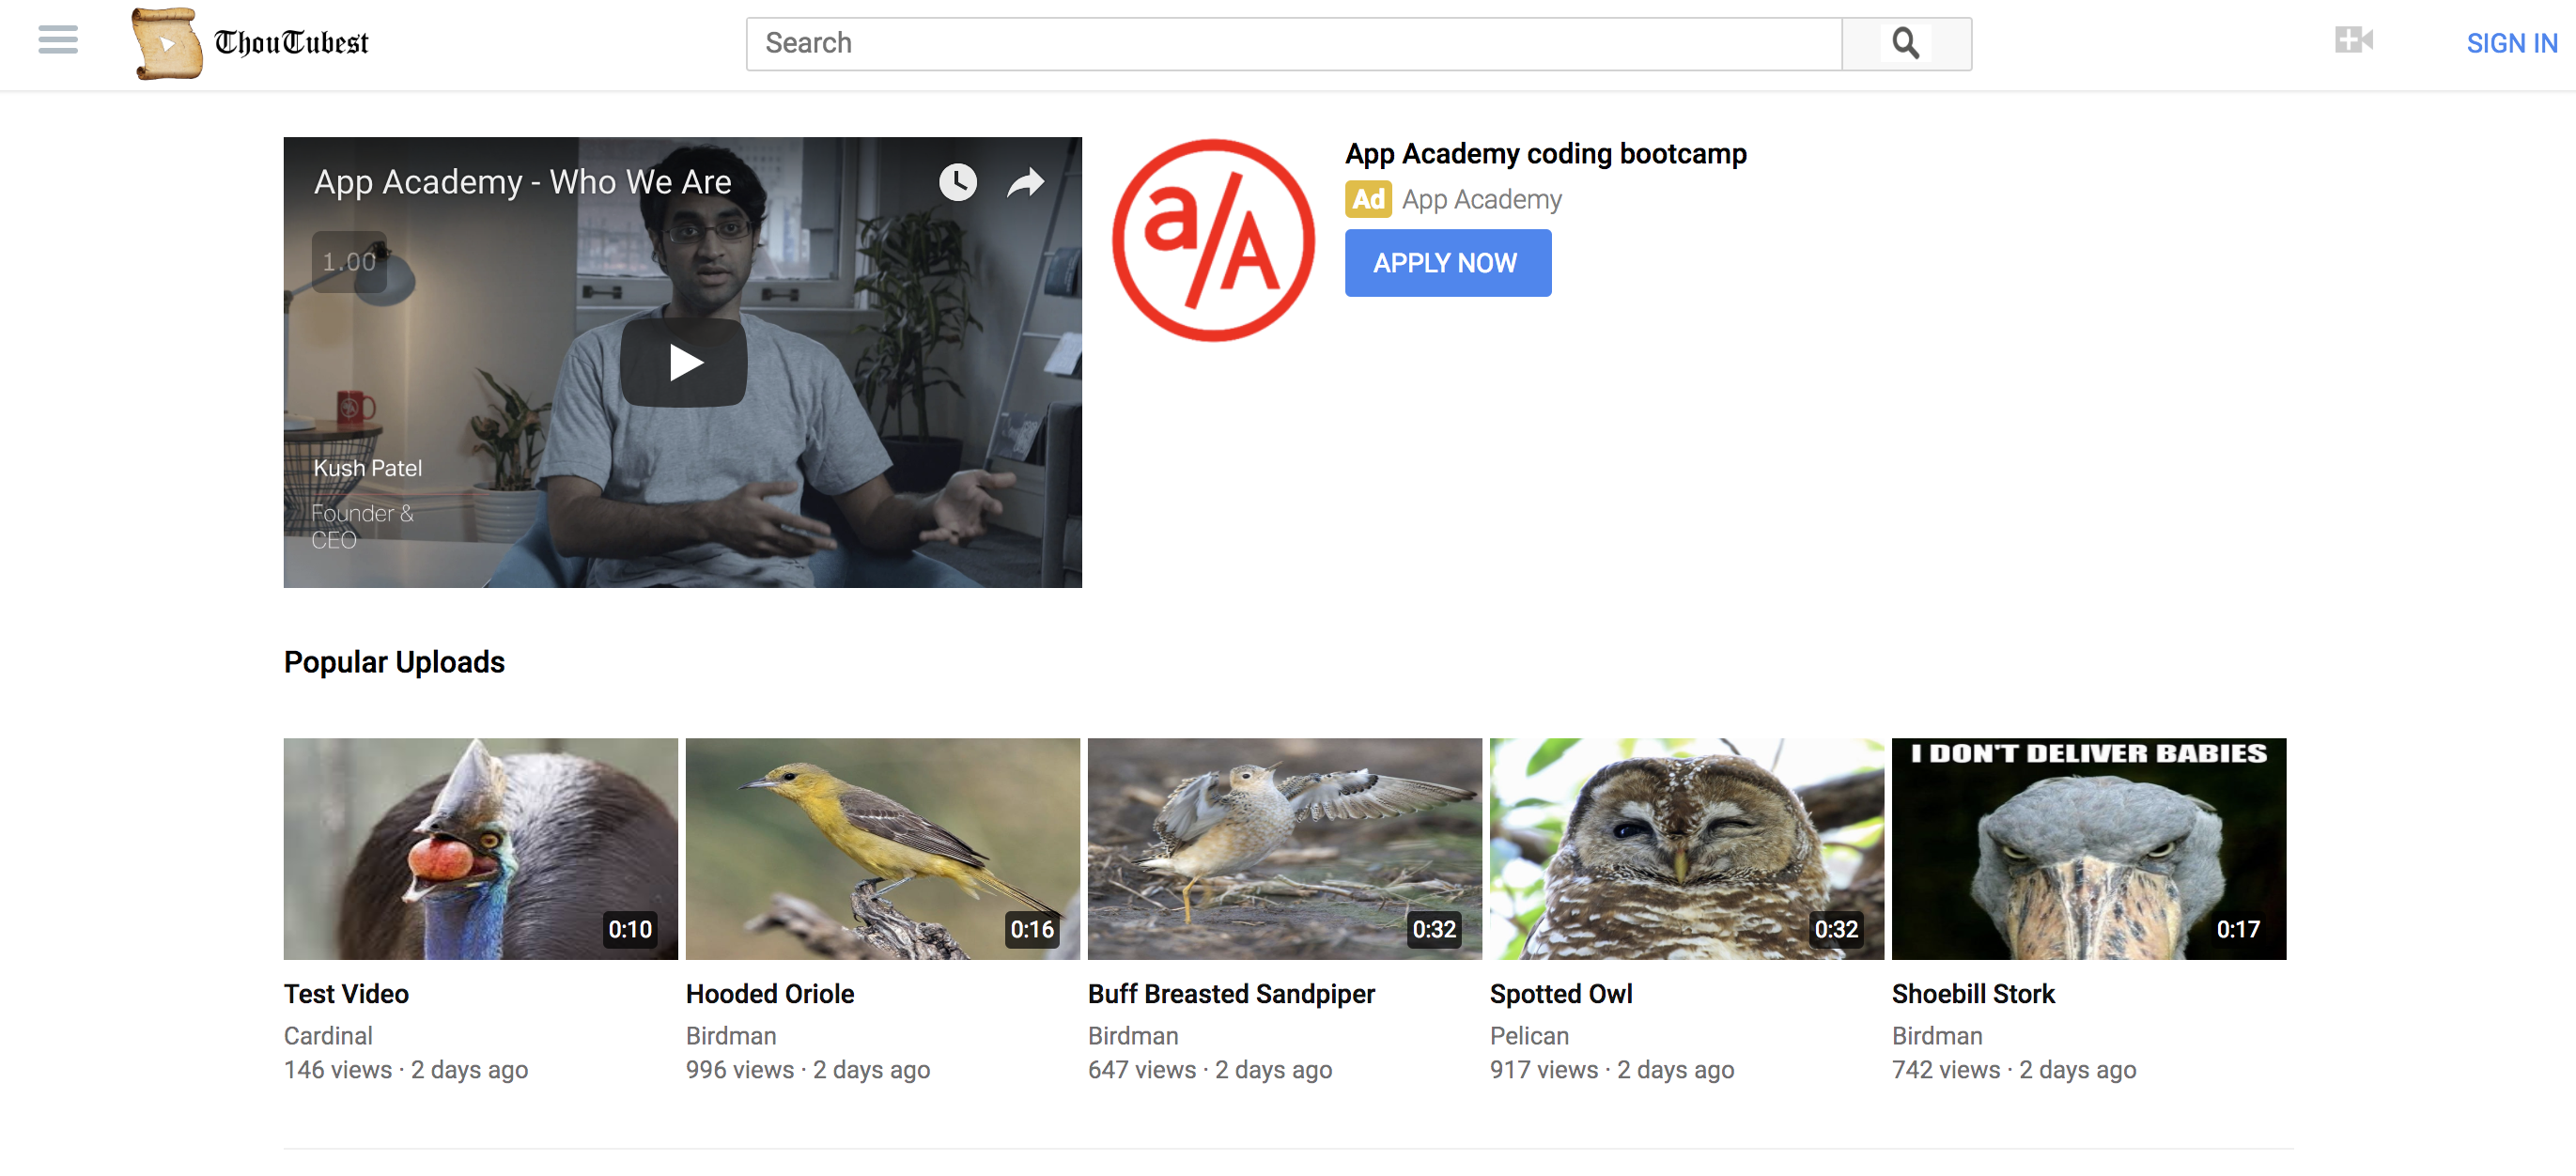 ThouTubest
Search
SIGN IN
App Academy - Who We Are
1.00
Kush Patel
Founder &
CEO
a/A
App Academy coding bootcamp
Ad App Academy
APPLY NOW
Popular Uploads
0:10
Test Video
Cardinal
146 views · 2 days ago
0:16
Hooded Oriole
Birdman
996 views · 2 days ago
0:32
Buff Breasted Sandpiper
Birdman
647 views · 2 days ago
0:32
Spotted Owl
Pelican
917 views · 2 days ago
I DON'T DELIVER BABIES
0:17
Shoebill Stork
Birdman
742 views · 2 days ago